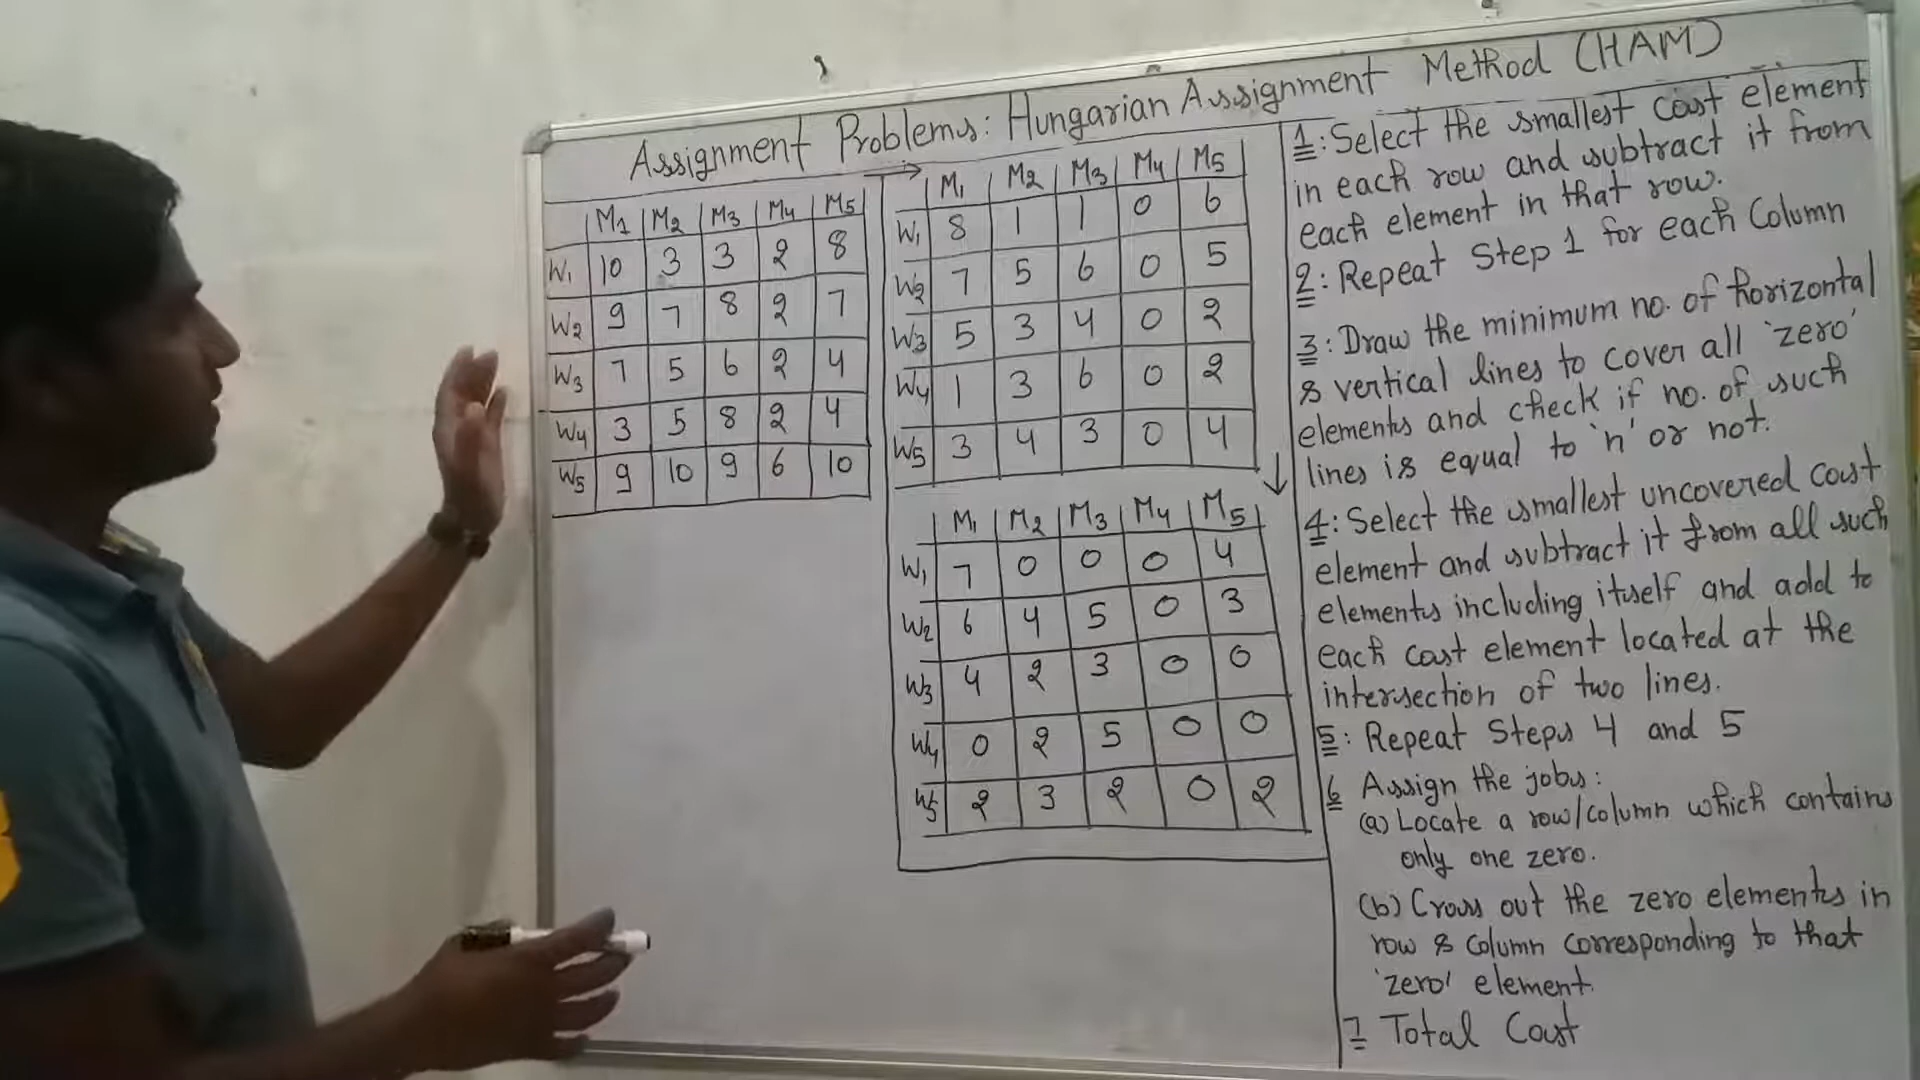 Assignment Problems: Hungarian Assignment Method (HAM)
M1 M2 M3 M4 M5
W1 10 3 3 2 8
W2 9 7 8 2 7
W3 7 5 6 2 4
W4 3 5 8 2 4
W5 9 10 9 6 10
M1 M2 M3 M4 M5
W1 8 1 1 0 6
W2 7 5 6 0 5
W3 5 3 4 0 2
W4 1 3 6 0 2
W5 3 4 3 0 4
M1 M2 M3 M4 M5
W1 7 0 0 0 4
W2 6 4 5 0 3
W3 4 2 3 0 0
W4 0 2 5 0 0
W5 2 3 2 0 2
1: Select the smallest cost element
in each row and subtract it from
each element in that row.
2: Repeat Step 1 for each Column
3: Draw the minimum no. of horizontal
& vertical lines to cover all 'zero'
elements and check if no. of such
lines is equal to 'n' or not.
4: Select the smallest uncovered cost
element and subtract it from all such
elements including itself and add to
each cost element located at the
intersection of two lines.
5: Repeat Steps 4 and 5
6 Assign the jobs:
(a) Locate a row/column which contains
only one zero.
(b) Cross out the zero elements in
row & column corresponding to that
'zero' element.
7 Total Cost